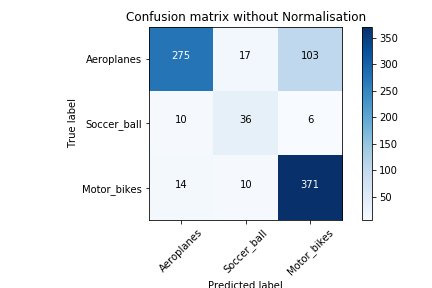 Confusion matrix without Normalisation
Aeroplanes 275 17 103
Soccer_ball 10 36 6
Motor_bikes 14 10 371
True label
Aeroplanes Soccer_ball Motor_bikes
Predicted label
350
300
250
200
150
100
50